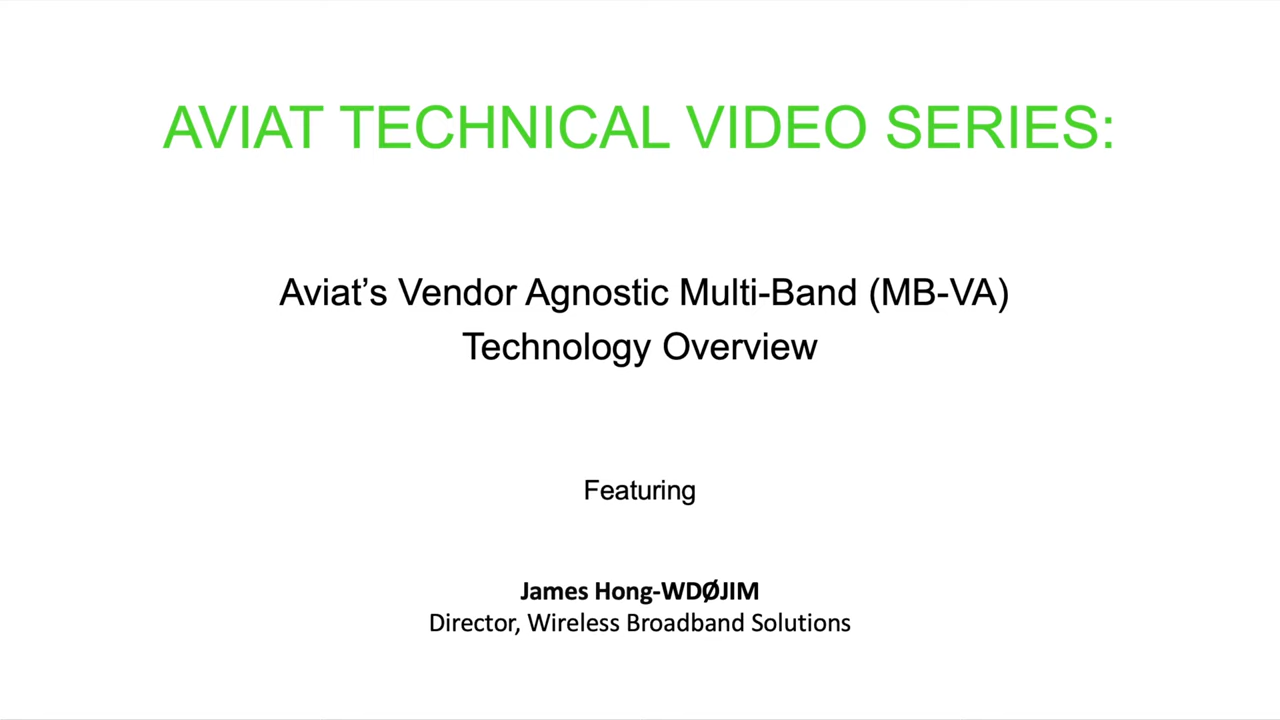 AVIAT TECHNICAL VIDEO SERIES:
Aviat’s Vendor Agnostic Multi-Band (MB-VA)
Technology Overview
Featuring
James Hong-WDØJIM
Director, Wireless Broadband Solutions